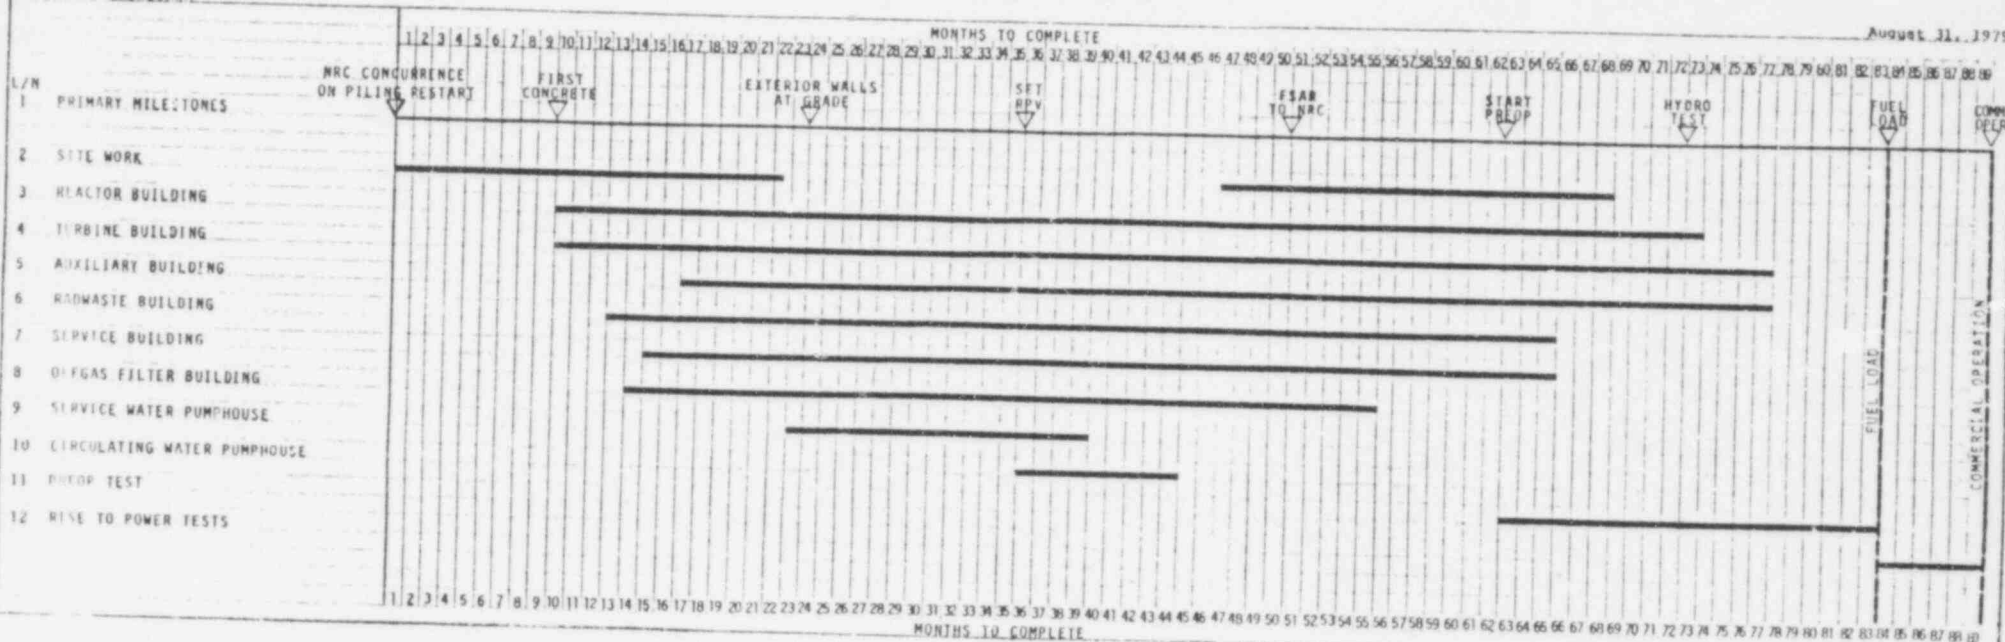 August 31, 1979
MONTHS TO COMPLETE
1 2 3 4 5 6 7 8 9 10 11 12 13 14 15 16 17 18 19 20 21 22 23 24 25 26 27 28 29 30 31 32 33 34 35 36 37 38 39 40 41 42 43 44 45 46 47 48 49 50 51 52 53 54 55 56 57 58 59 60 61 62 63 64 65 66 67 68 69 70 71 72 73 74 75 76 77 78 79 80 81 82 83 84 85 86 87 88 89
L/N
NRC CONCURRENCE
ON PILING RESTART
FIRST
CONCRETE
EXTERIOR WALLS
AT GRADE
SET
RPV
FSAR
TO NRC
START
PREOP
HYDRO
TEST
FUEL
LOAD
COMM
OPER
1 PRIMARY MILESTONES
2 SITE WORK
3 REACTOR BUILDING
4 TURBINE BUILDING
5 AUXILIARY BUILDING
6 RADWASTE BUILDING
7 SERVICE BUILDING
8 OFFGAS FILTER BUILDING
9 SERVICE WATER PUMPHOUSE
10 CIRCULATING WATER PUMPHOUSE
11 PREOP TEST
12 RISE TO POWER TESTS
FUEL LOAD
COMMERCIAL OPERATION
1 2 3 4 5 6 7 8 9 10 11 12 13 14 15 16 17 18 19 20 21 22 23 24 25 26 27 28 29 30 31 32 33 34 35 36 37 38 39 40 41 42 43 44 45 46 47 48 49 50 51 52 53 54 55 56 57 58 59 60 61 62 63 64 65 66 67 68 69 70 71 72 73 74 75 76 77 78 79 80 81 82 83 84 85 86 87 88 89
MONTHS TO COMPLETE